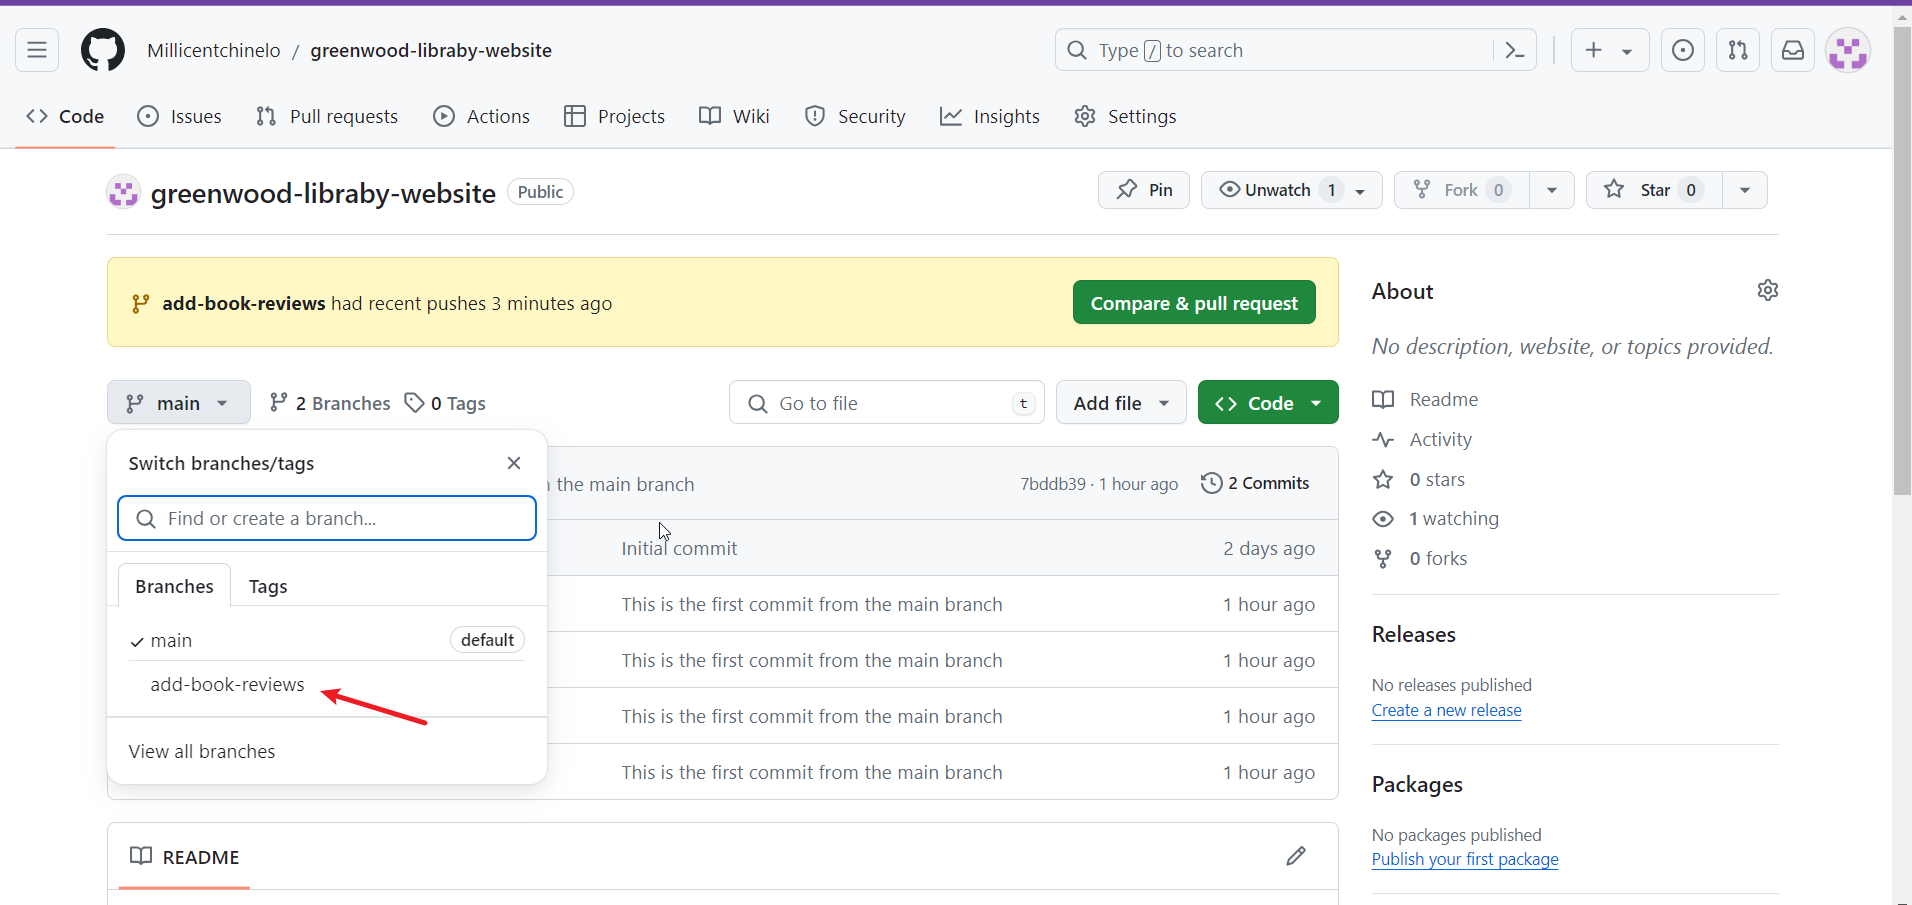 Millicentchinelo / greenwood-libraby-website
Type / to search
Code Issues Pull requests Actions Projects Wiki Security Insights Settings
greenwood-libraby-website Public
Pin Unwatch 1 Fork 0 Star 0
add-book-reviews had recent pushes 3 minutes ago
Compare & pull request
main 2 Branches 0 Tags
Go to file t Add file Code
Switch branches/tags
Find or create a branch...
Branches Tags
main default
add-book-reviews
View all branches
the main branch 7bddb39 · 1 hour ago 2 Commits
Initial commit 2 days ago
This is the first commit from the main branch 1 hour ago
This is the first commit from the main branch 1 hour ago
This is the first commit from the main branch 1 hour ago
This is the first commit from the main branch 1 hour ago
README
About
No description, website, or topics provided.
Readme
Activity
0 stars
1 watching
0 forks
Releases
No releases published
Create a new release
Packages
No packages published
Publish your first package